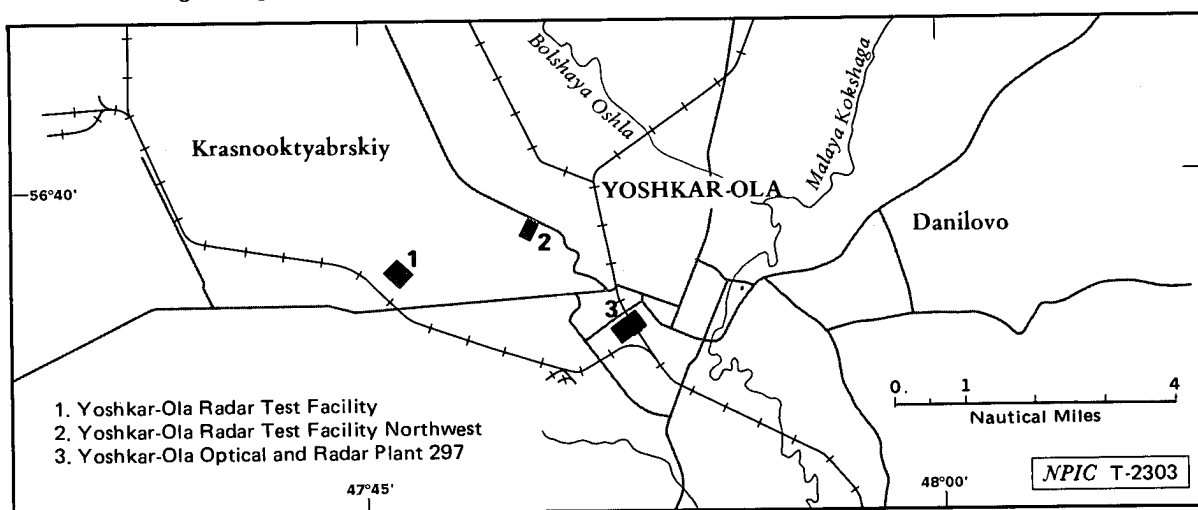 Bolshaya Oshla
Malaya Kokshaga
Krasnooktyabrskiy
56°40'
YOSHKAR-OLA
Danilovo
2
1
3
0. 1 4
Nautical Miles
1. Yoshkar-Ola Radar Test Facility
2. Yoshkar-Ola Radar Test Facility Northwest
3. Yoshkar-Ola Optical and Radar Plant 297
47°45'
48°00'
NPIC T-2303